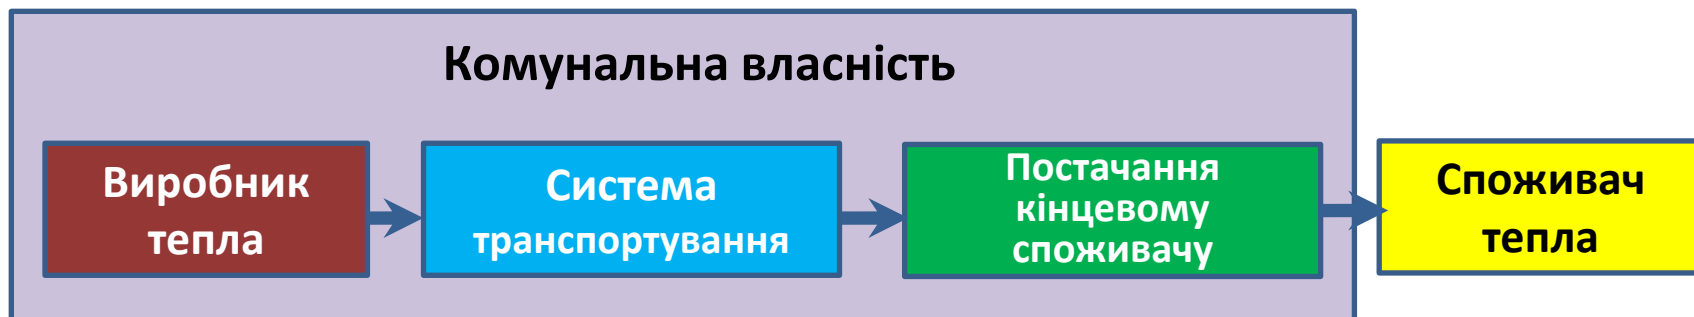 Комунальна власність
Виробник
тепла
Система
транспортування
Постачання
кінцевому
споживачу
Споживач
тепла